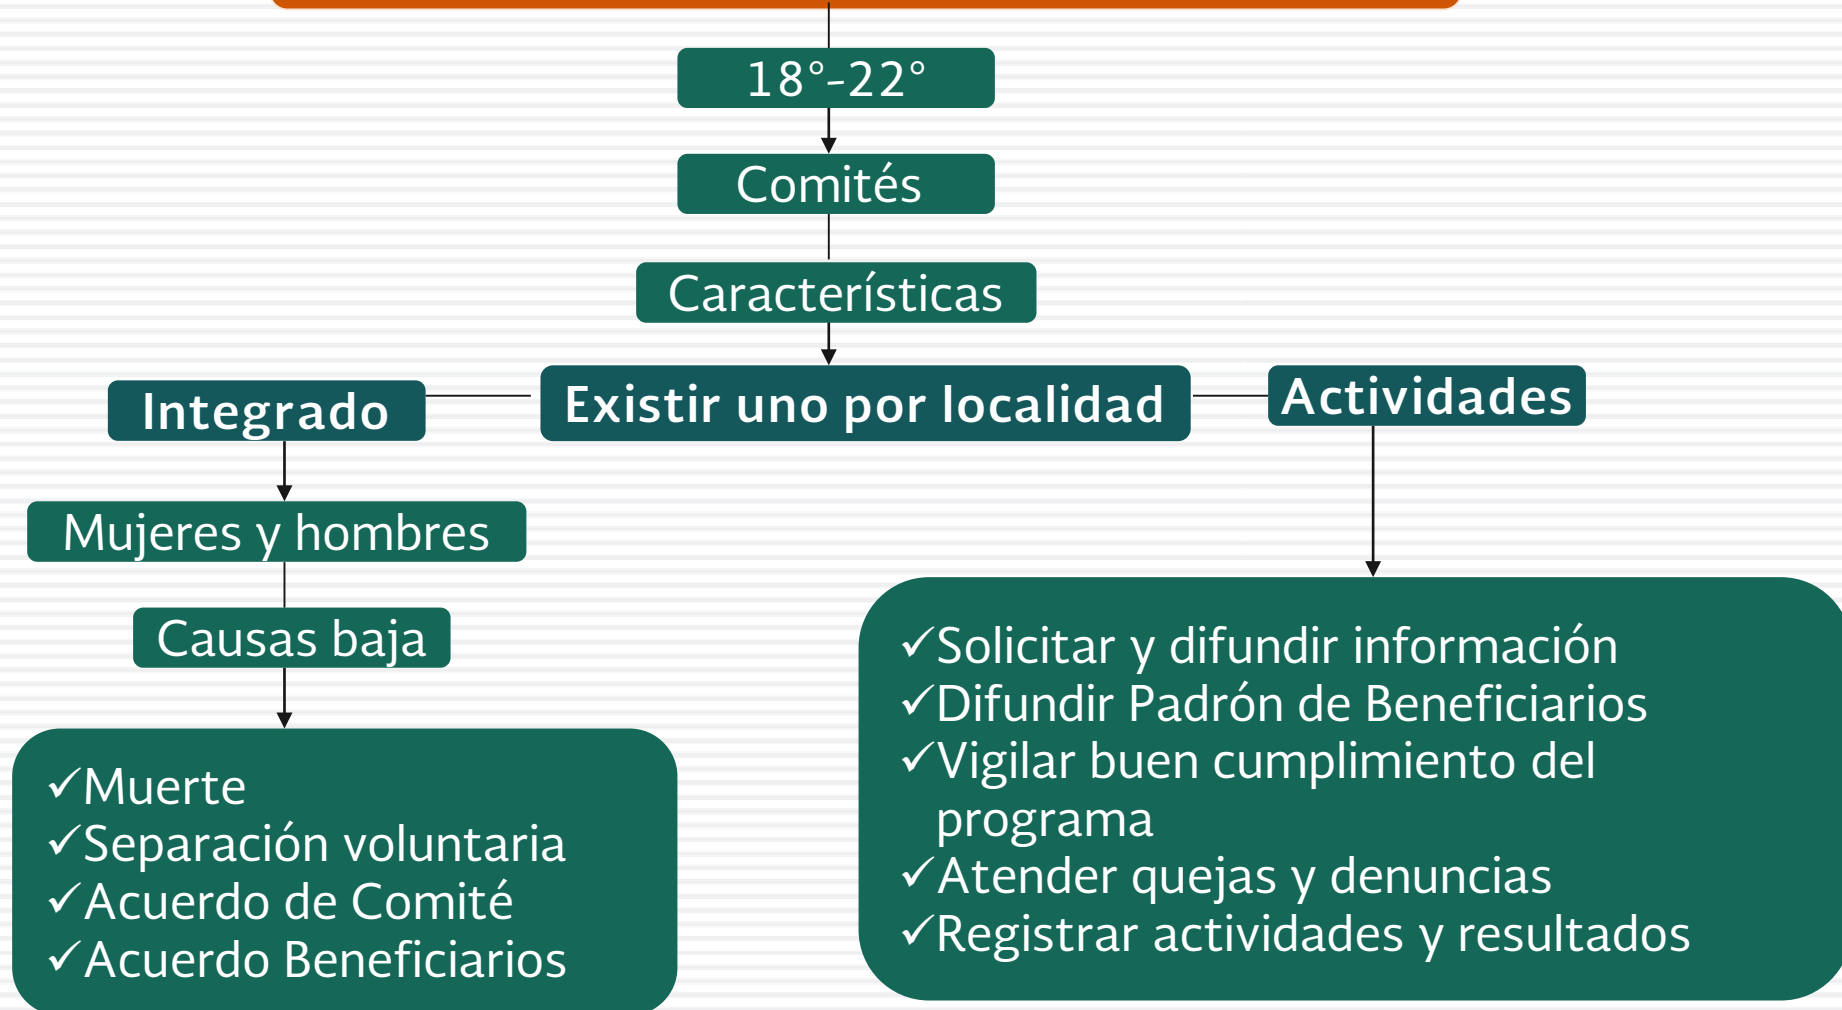 18°-22°
Comités
Características
Integrado
Existir uno por localidad
Actividades
Mujeres y hombres
Causas baja
✓Muerte
✓Separación voluntaria
✓Acuerdo de Comité
✓Acuerdo Beneficiarios
✓Solicitar y difundir información
✓Difundir Padrón de Beneficiarios
✓Vigilar buen cumplimiento del
programa
✓Atender quejas y denuncias
✓Registrar actividades y resultados